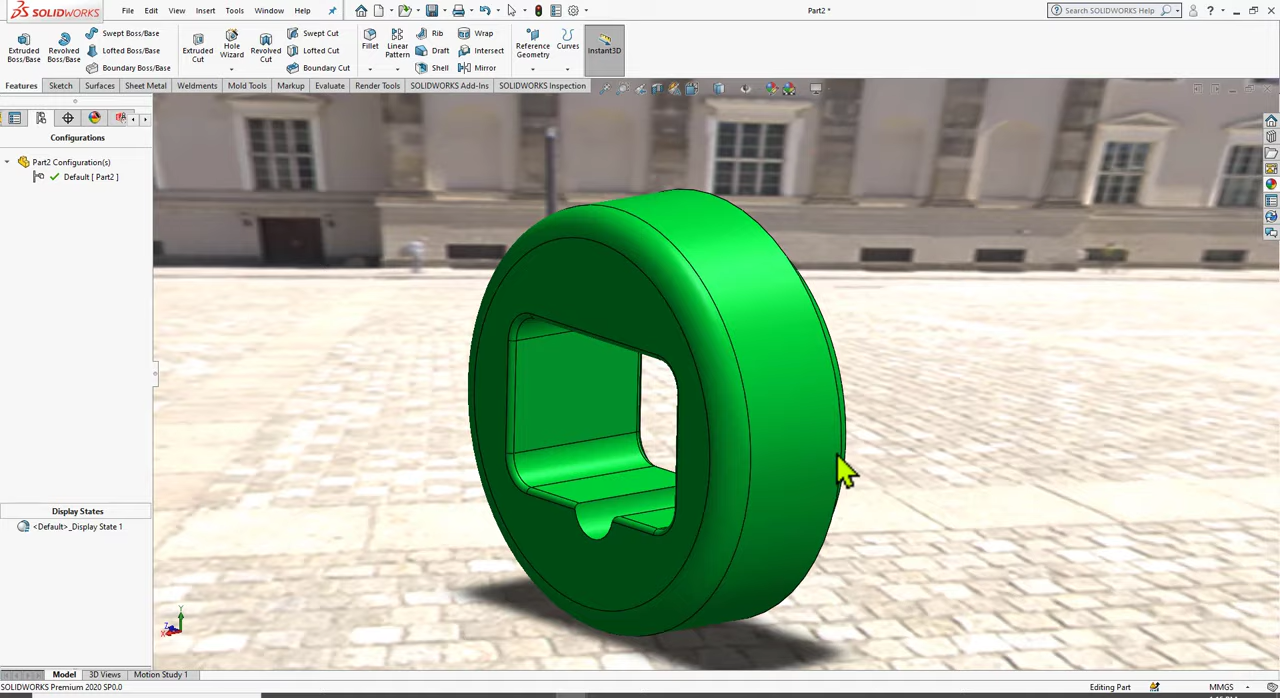 SOLIDWORKS
File Edit View Insert Tools Window Help
Part2 *
Search SOLIDWORKS Help
Extruded Boss/Base
Revolved Boss/Base
Swept Boss/Base
Lofted Boss/Base
Boundary Boss/Base
Extruded Cut
Hole Wizard
Revolved Cut
Swept Cut
Lofted Cut
Boundary Cut
Fillet
Linear Pattern
Rib
Draft
Shell
Wrap
Intersect
Mirror
Reference Geometry
Curves
Instant3D
Features Sketch Surfaces Sheet Metal Weldments Mold Tools Markup Evaluate Render Tools SOLIDWORKS Add-Ins SOLIDWORKS Inspection
Configurations
Part2 Configuration(s)
Default [ Part2 ]
Display States
<Default>_Display State 1
Y
Z
X
Model 3D Views Motion Study 1
SOLIDWORKS Premium 2020 SP0.0
Editing Part
MMGS